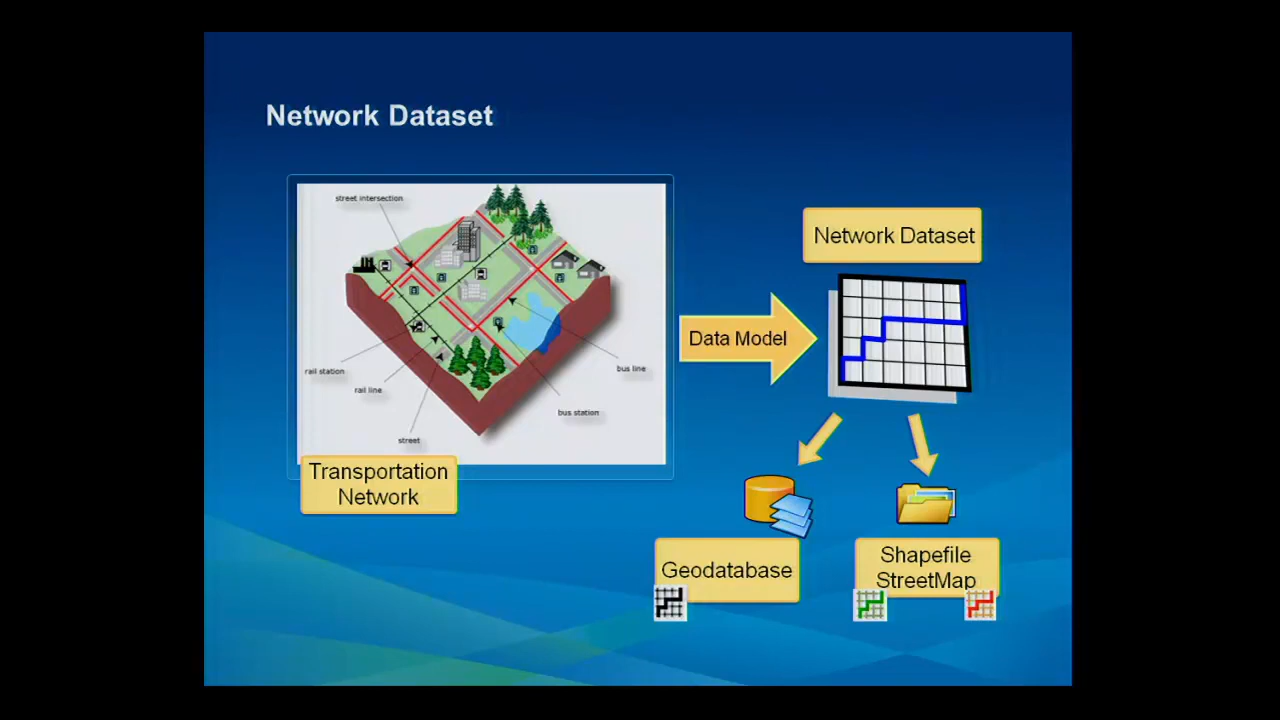 Network Dataset
street intersection
rail station
rail line
street
bus station
bus line
Transportation
Network
Data Model
Network Dataset
Geodatabase
Shapefile
StreetMap